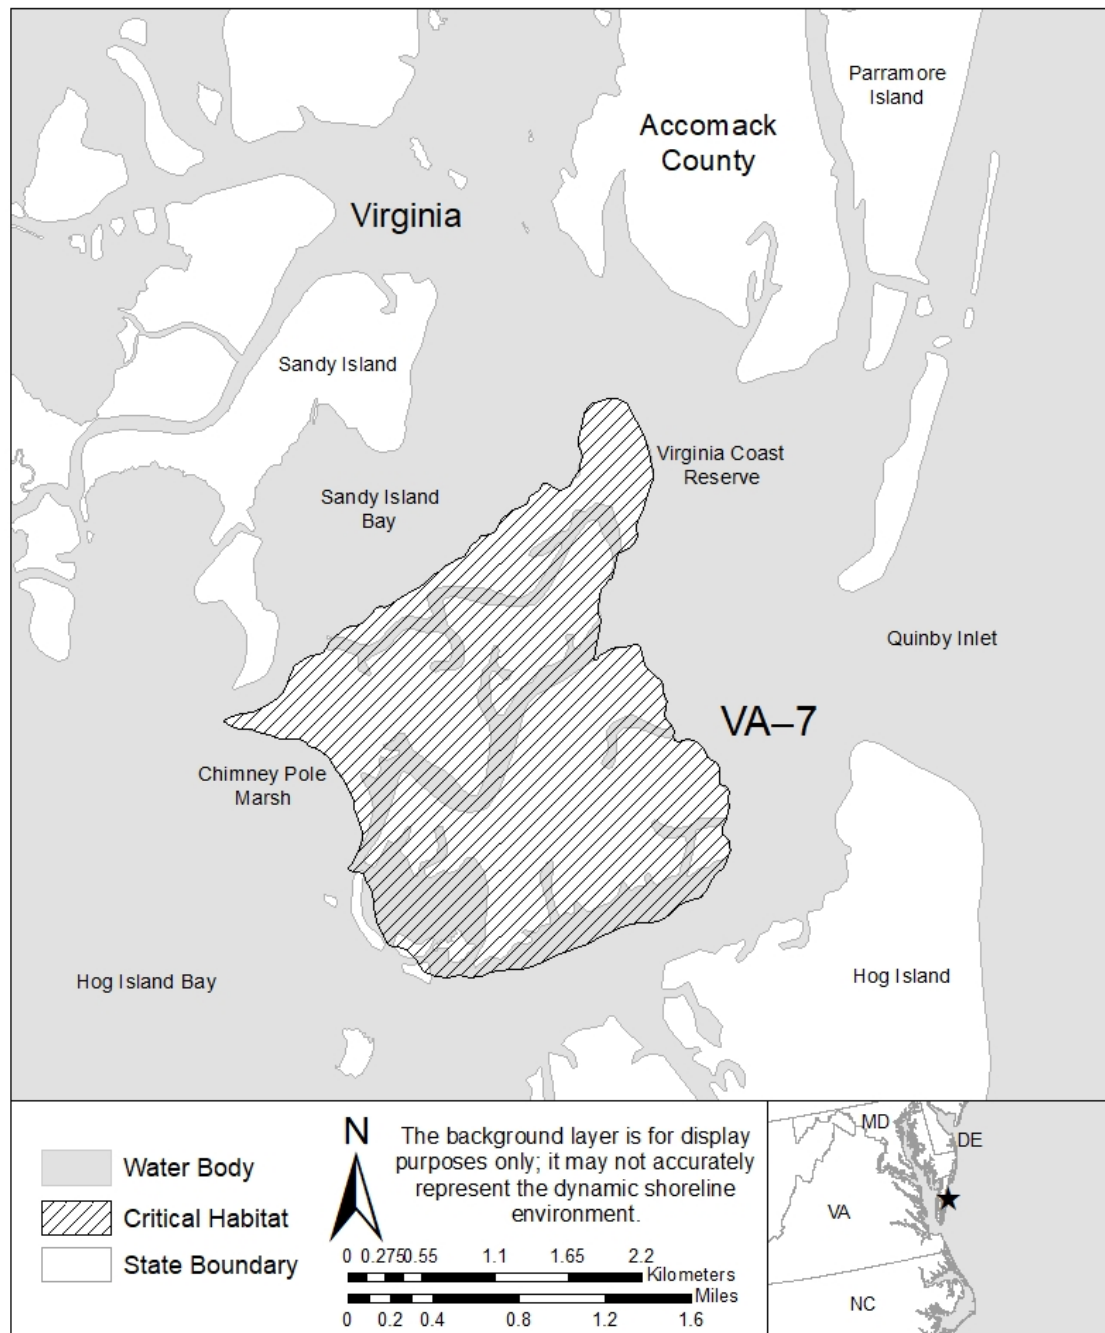 Parramore
Island
Accomack
County
Virginia
Sandy Island
Virginia Coast
Reserve
Sandy Island
Bay
Quinby Inlet
VA–7
Chimney Pole
Marsh
Hog Island Bay
Hog Island
Water Body
Critical Habitat
State Boundary
N
The background layer is for display
purposes only; it may not accurately
represent the dynamic shoreline
environment.
0 0.275 0.55 1.1 1.65 2.2
Kilometers
Miles
0 0.2 0.4 0.8 1.2 1.6
MD
DE
VA
NC